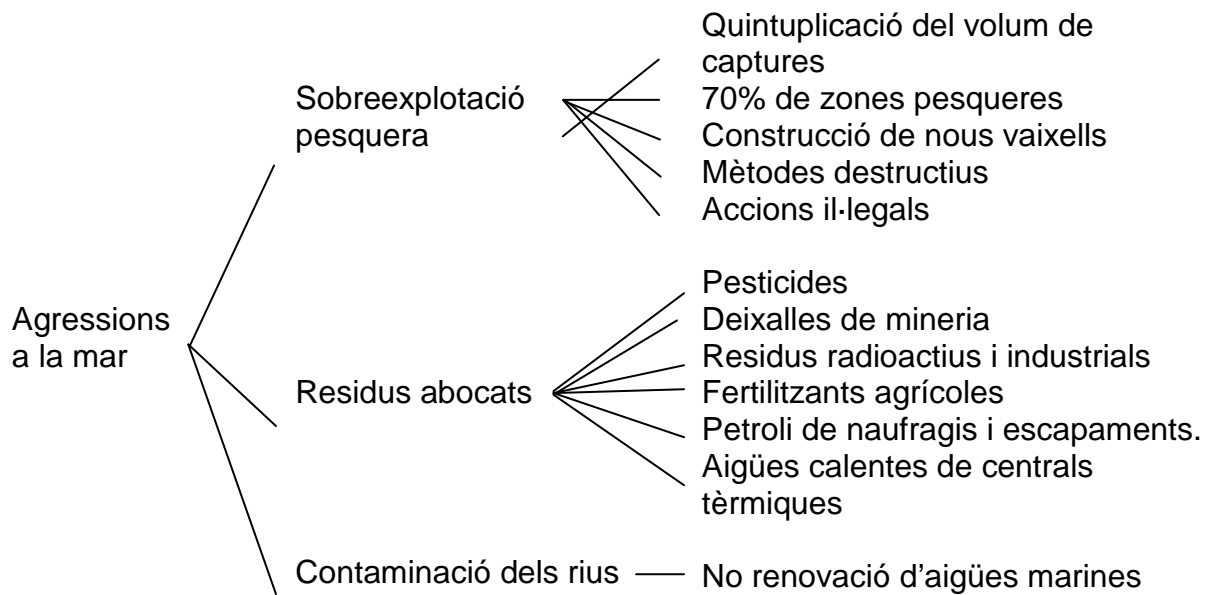 Agressions
a la mar
Sobreexplotació
pesquera
Quintuplicació del volum de
captures
70% de zones pesqueres
Construcció de nous vaixells
Mètodes destructius
Accions il·legals
Residus abocats
Pesticides
Deixalles de mineria
Residus radioactius i industrials
Fertilitzants agrícoles
Petroli de naufragis i escapaments.
Aigües calentes de centrals
tèrmiques
Contaminació dels rius
No renovació d'aigües marines